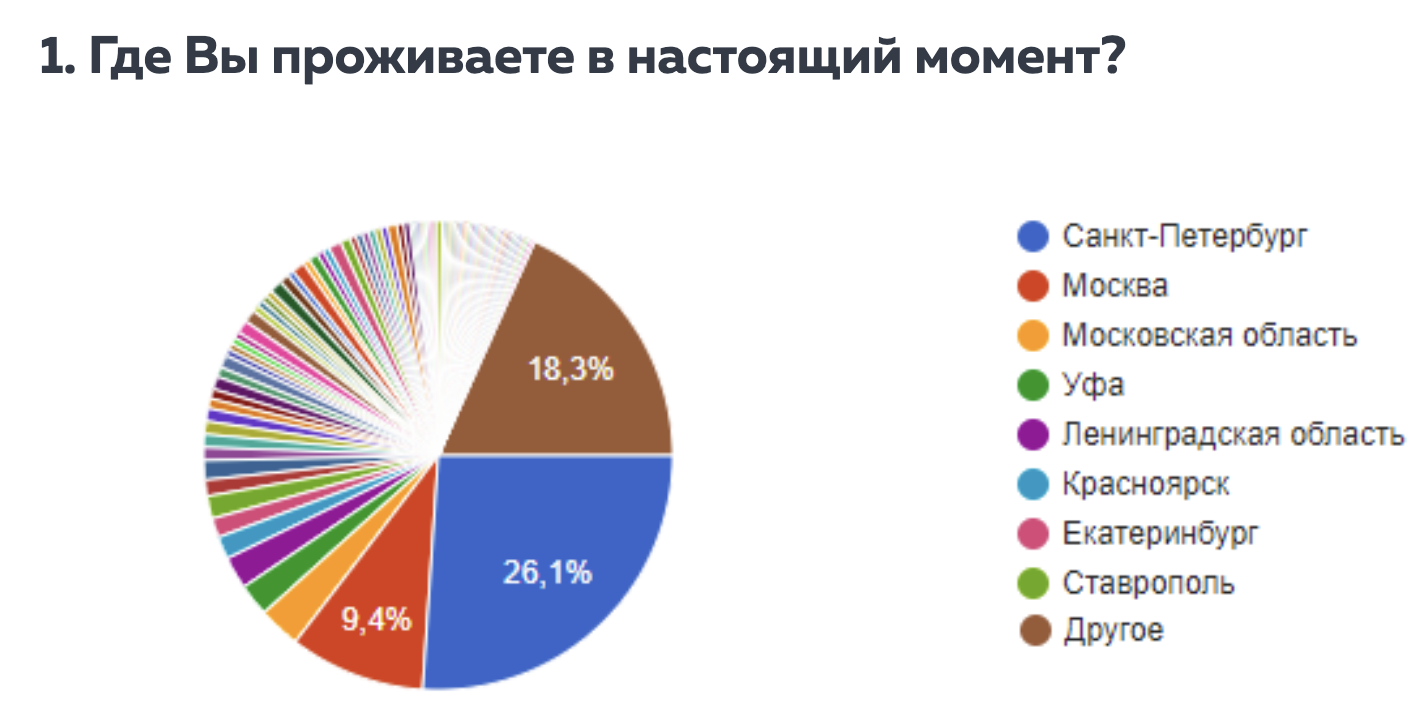 1. Где Вы проживаете в настоящий момент?
18,3%
26,1%
9,4%
Санкт-Петербург
Москва
Московская область
Уфа
Ленинградская область
Красноярск
Екатеринбург
Ставрополь
Другое